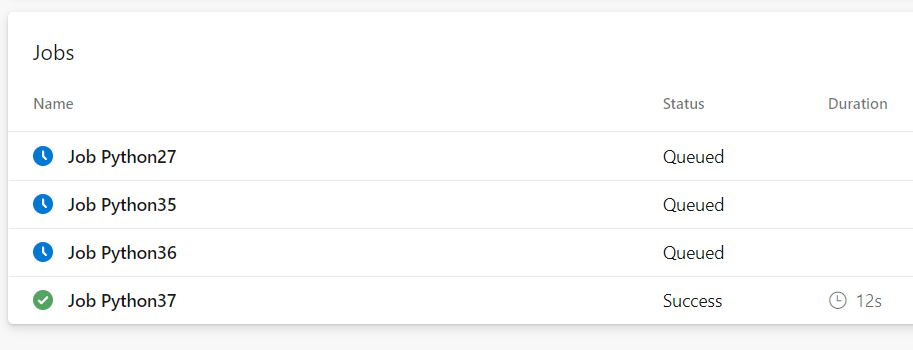 Jobs
Name Status Duration
Job Python27 Queued
Job Python35 Queued
Job Python36 Queued
Job Python37 Success 12s